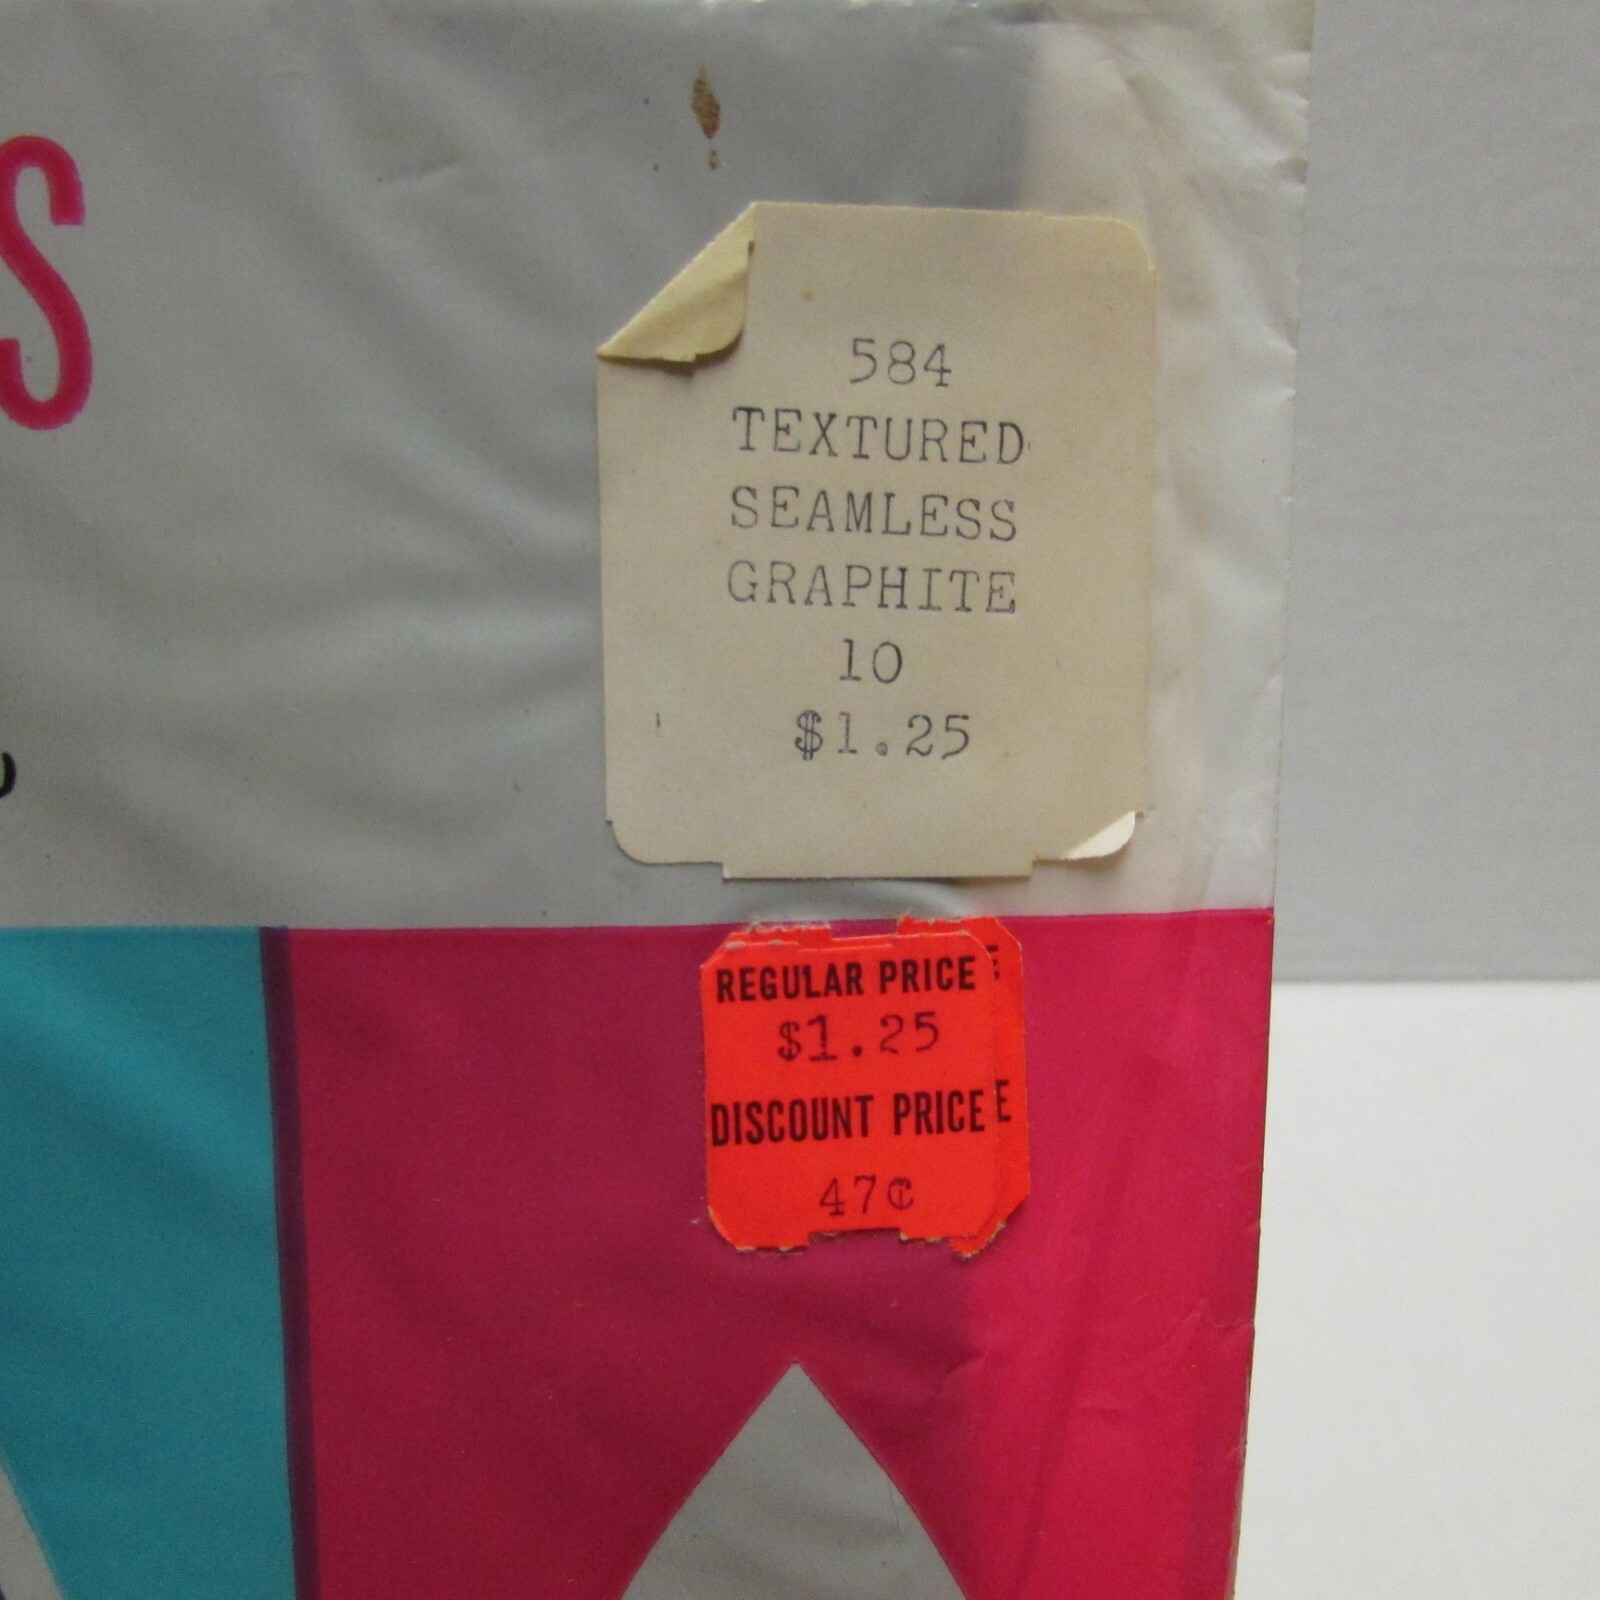 S
584
TEXTURED
SEAMLESS
GRAPHITE
10
$1.25
REGULAR PRICE
$1.25
DISCOUNT PRICE E
47¢